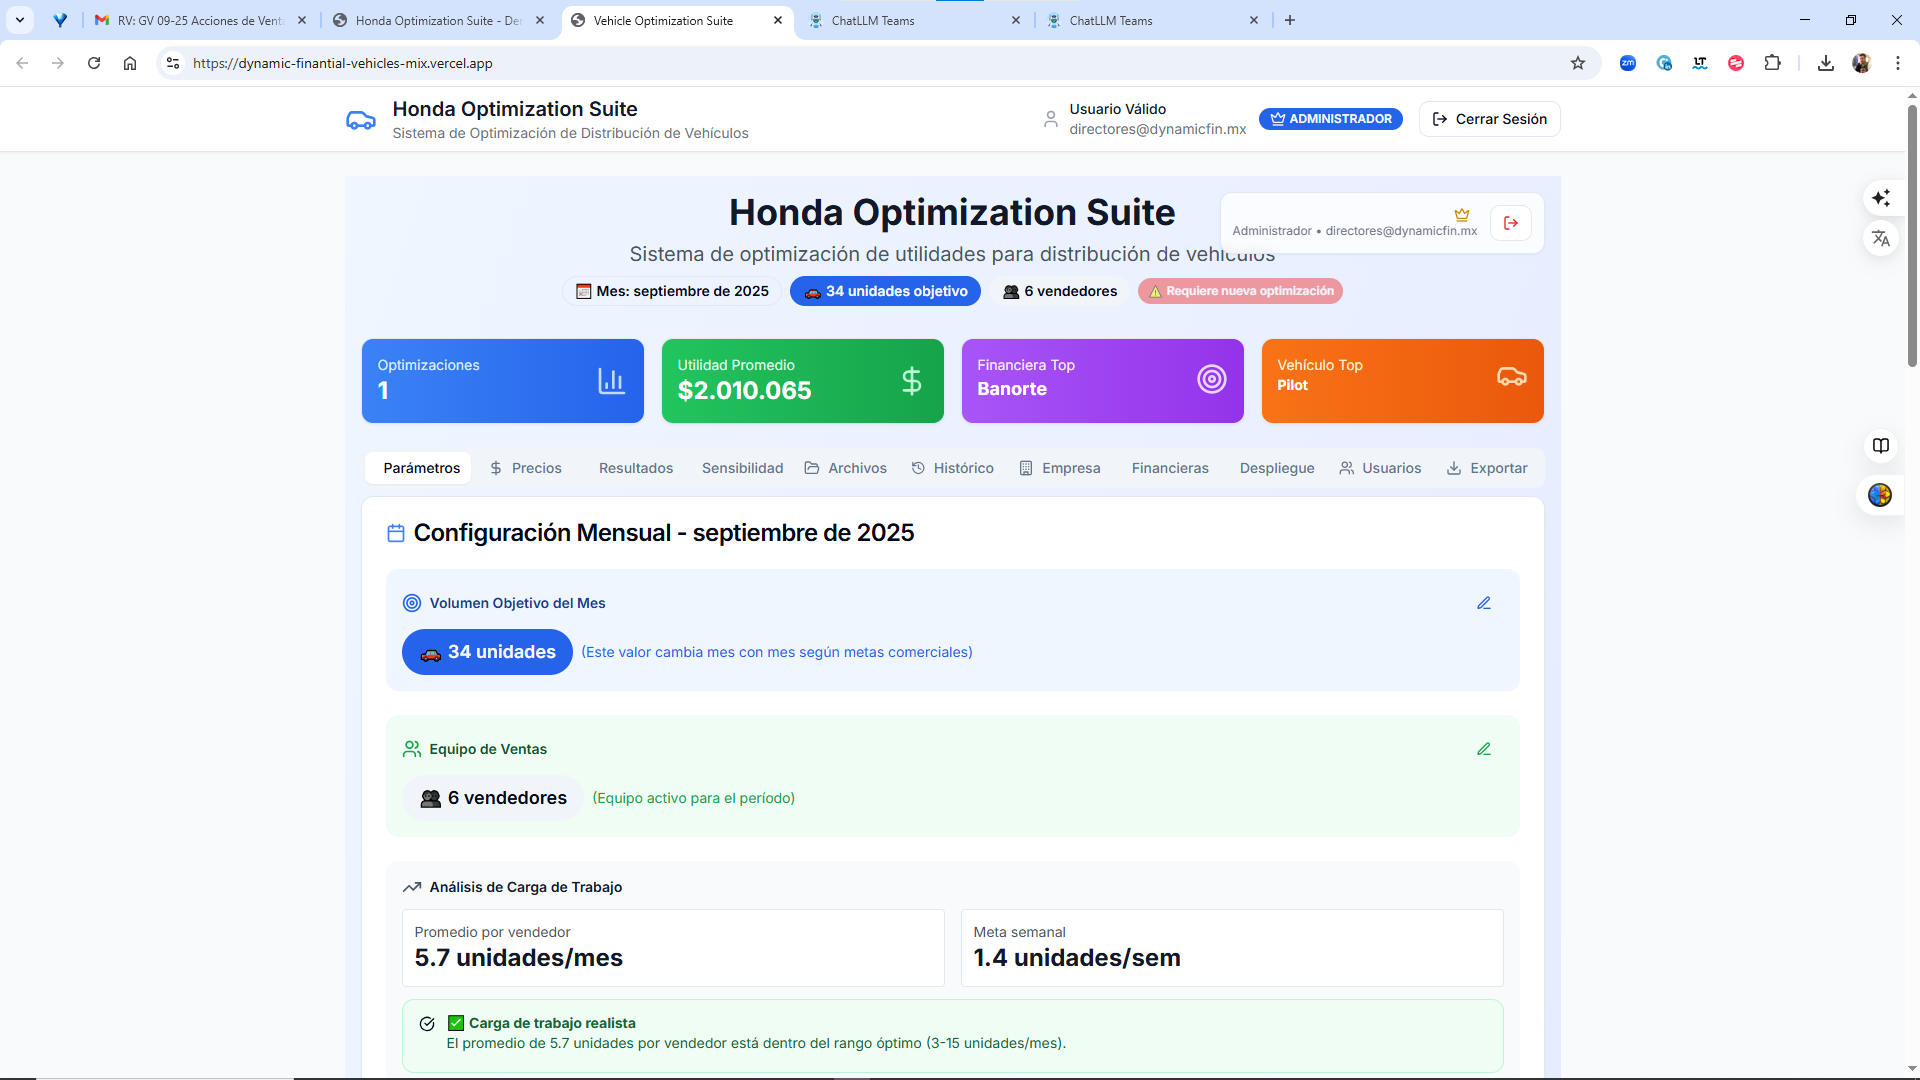 RV: GV 09-25 Acciones de Vent
Honda Optimization Suite - De
Vehicle Optimization Suite
ChatLLM Teams
ChatLLM Teams
https://dynamic-finantial-vehicles-mix.vercel.app
zm
LT
Honda Optimization Suite
Sistema de Optimización de Distribución de Vehículos
Usuario Válido
directores@dynamicfin.mx
ADMINISTRADOR
Cerrar Sesión
Honda Optimization Suite
Administrador • directores@dynamicfin.mx
Sistema de optimización de utilidades para distribución de vehículos
Mes: septiembre de 2025
34 unidades objetivo
6 vendedores
Requiere nueva optimización
Optimizaciones
1
Utilidad Promedio
$2.010.065
Financiera Top
Banorte
Vehículo Top
Pilot
Parámetros
Precios
Resultados
Sensibilidad
Archivos
Histórico
Empresa
Financieras
Despliegue
Usuarios
Exportar
Configuración Mensual - septiembre de 2025
Volumen Objetivo del Mes
34 unidades
(Este valor cambia mes con mes según metas comerciales)
Equipo de Ventas
6 vendedores
(Equipo activo para el período)
Análisis de Carga de Trabajo
Promedio por vendedor
5.7 unidades/mes
Meta semanal
1.4 unidades/sem
Carga de trabajo realista
El promedio de 5.7 unidades por vendedor está dentro del rango óptimo (3-15 unidades/mes).